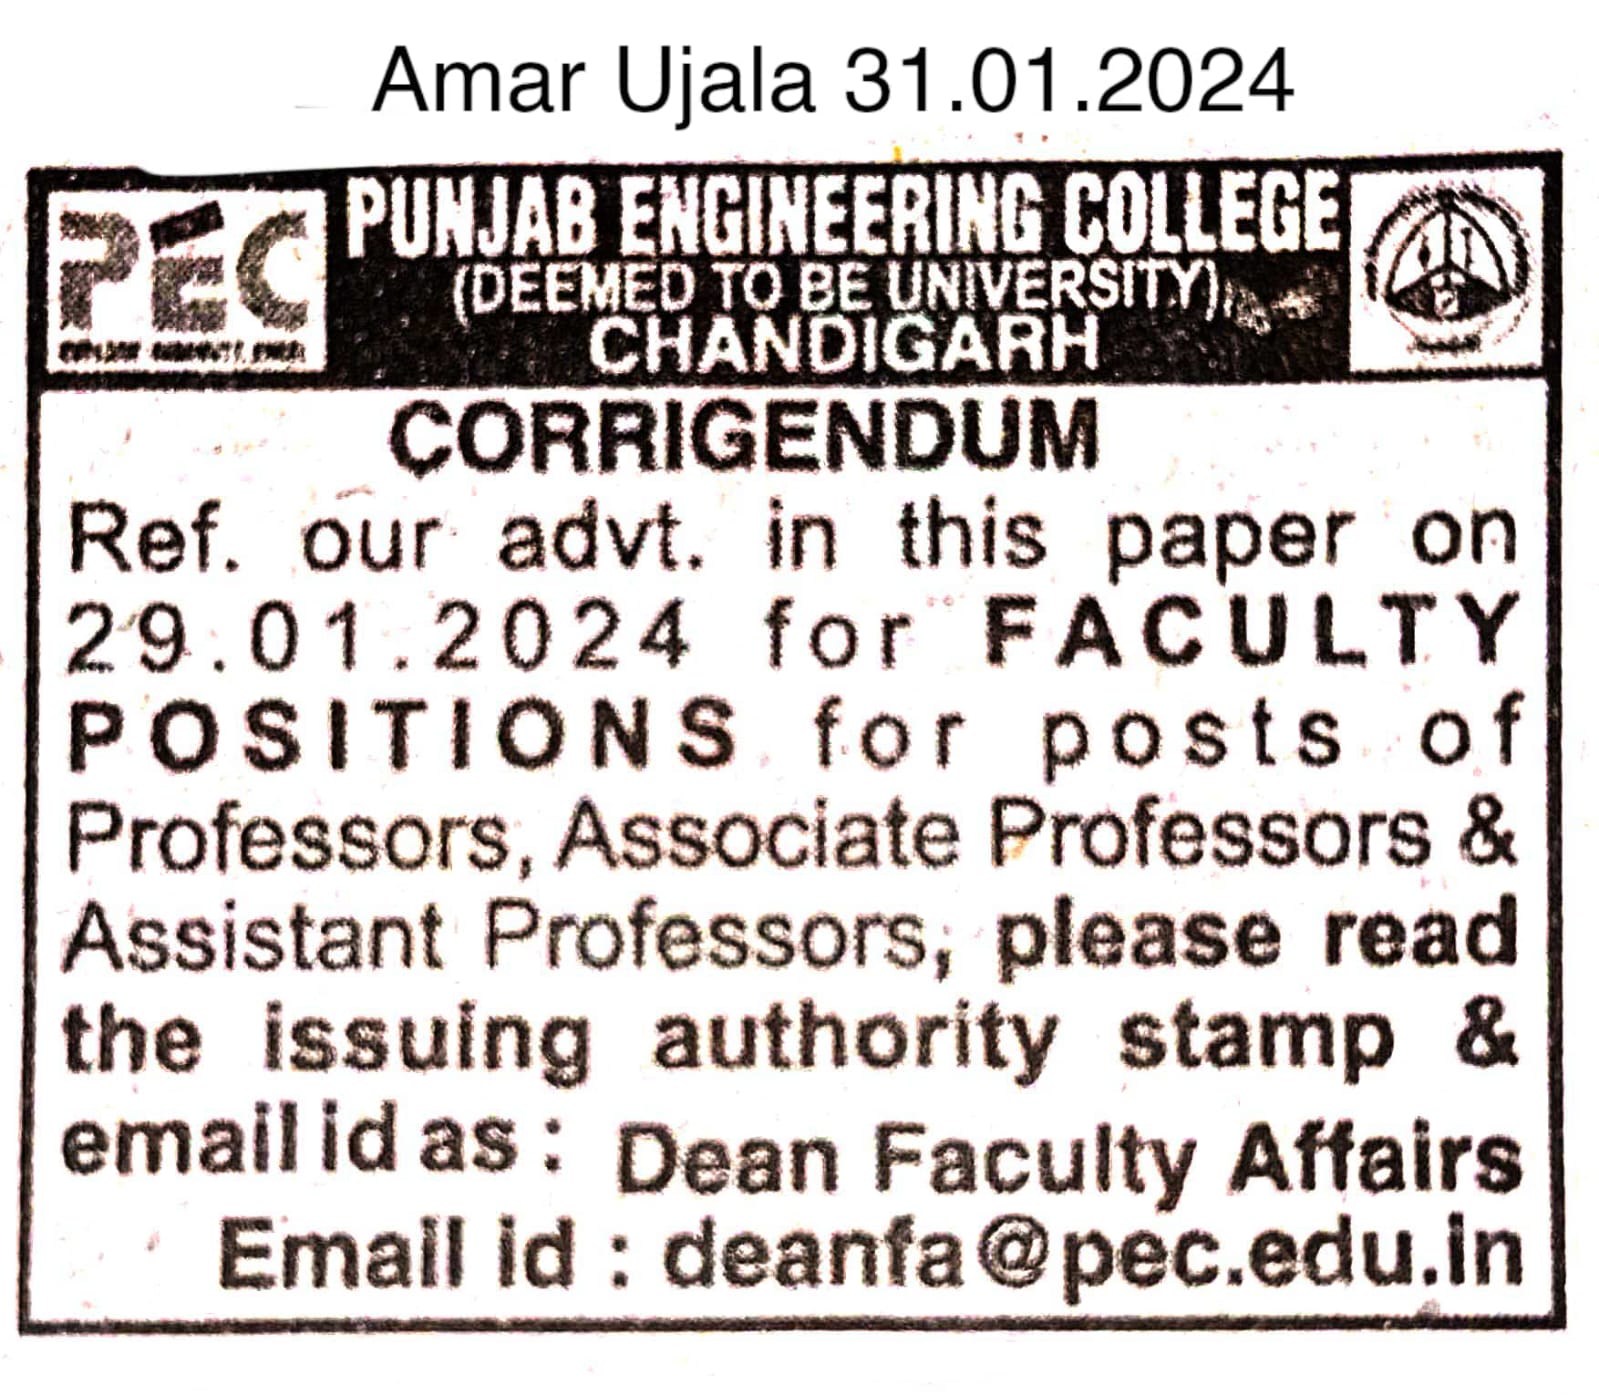 Amar Ujala 31.01.2024
PEC
PUNJAB ENGINEERING COLLEGE
(DEEMED TO BE UNIVERSITY),
CHANDIGARH
CORRIGENDUM
Ref. our advt. in this paper on
29.01.2024 for FACULTY
POSITIONS for posts of
Professors, Associate Professors &
Assistant Professors, please read
the issuing authority stamp &
email id as : Dean Faculty Affairs
Email id : deanfa@pec.edu.in